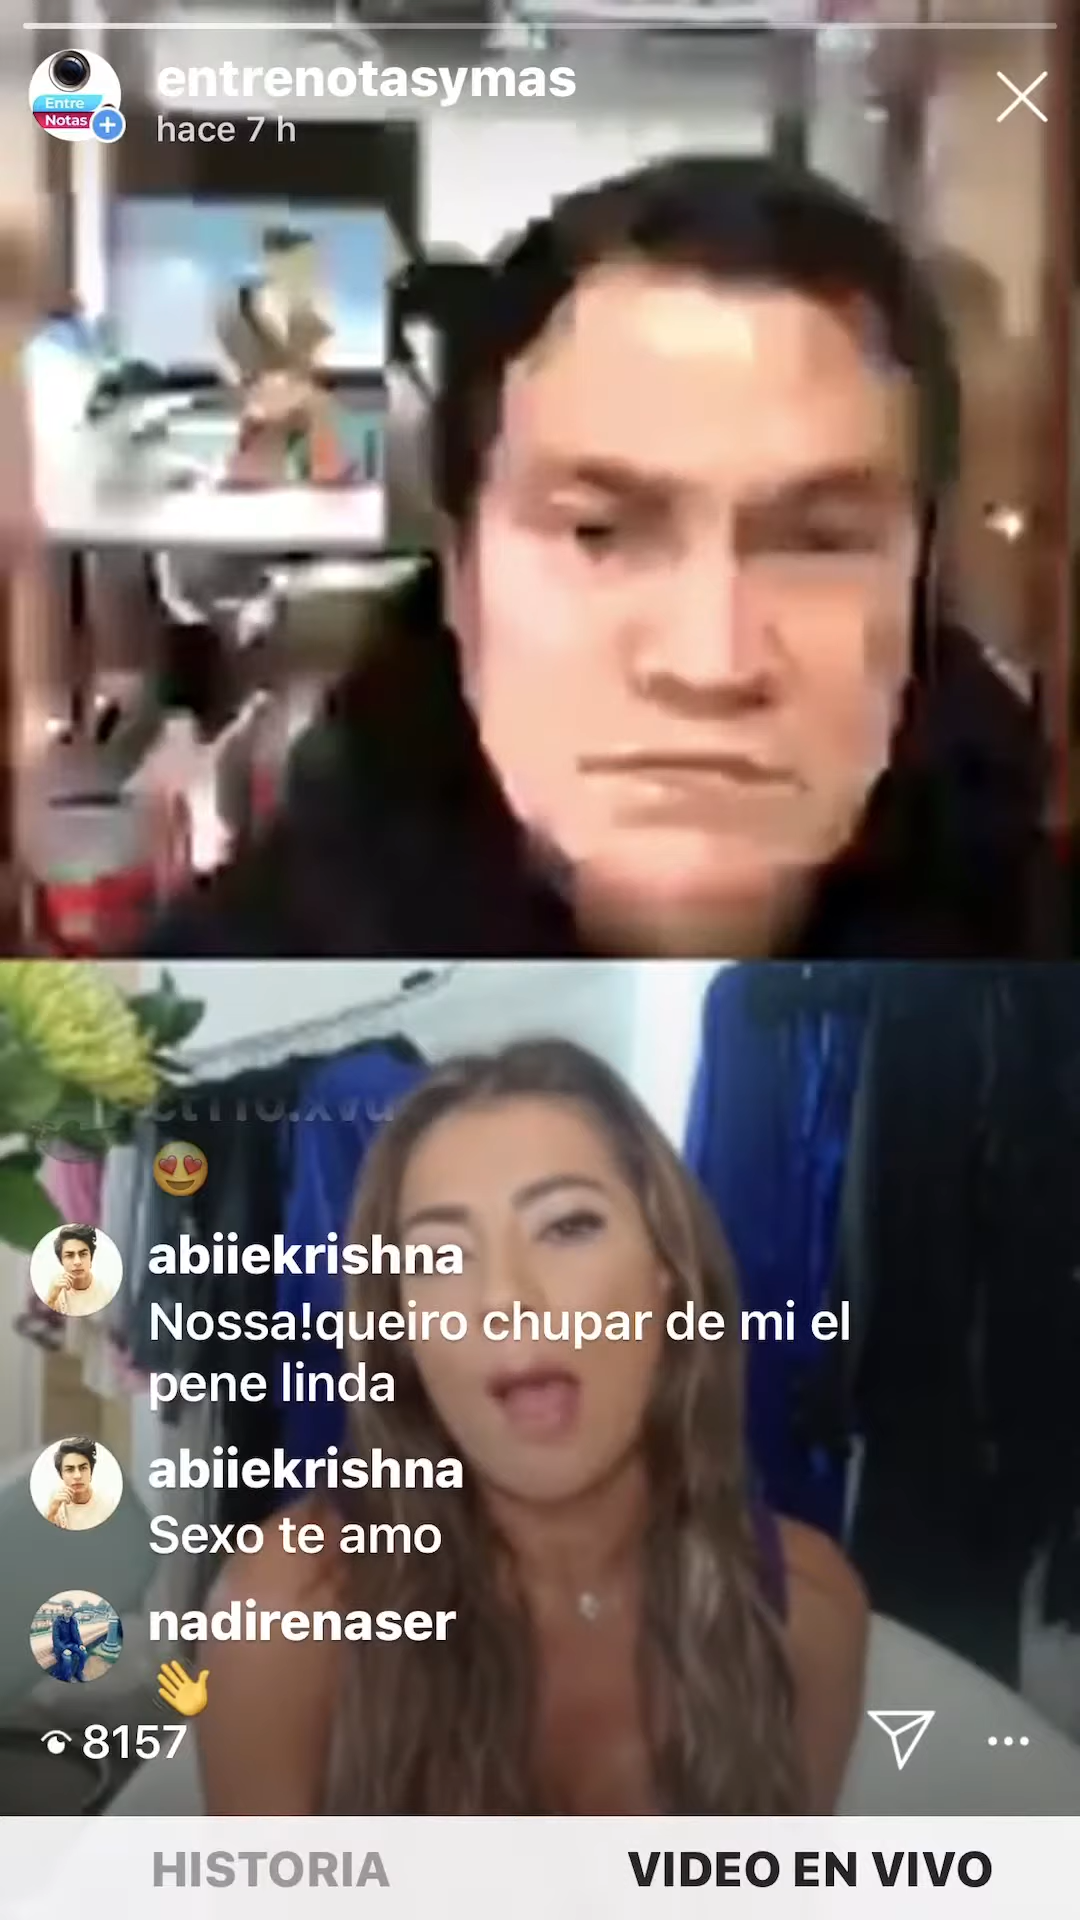 entrenotasymas
hace 7 h
Entre
Notas
😍
abiiekrishna
Nossa!queiro chupar de mi el
pene linda
abiiekrishna
Sexo te amo
nadirenaser
👋
8157
HISTORIA
VIDEO EN VIVO